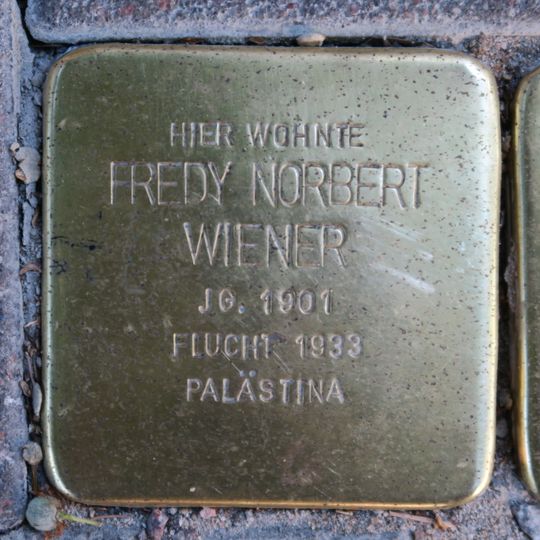 HIER WOHNTE
FREDY NORBERT
WIENER
JG. 1901
FLUCHT 1933
PALÄSTINA